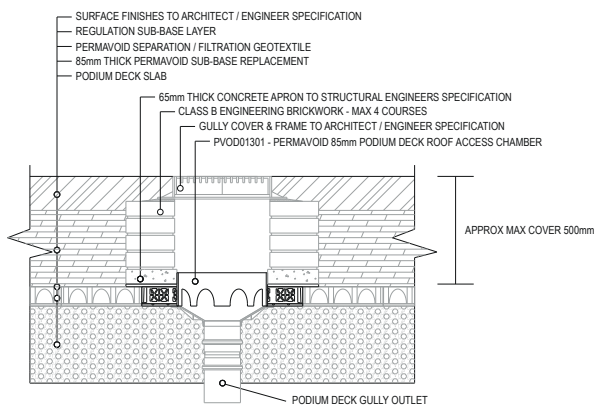 SURFACE FINISHES TO ARCHITECT / ENGINEER SPECIFICATION
REGULATION SUB-BASE LAYER
PERMAVOID SEPARATION / FILTRATION GEOTEXTILE
85mm THICK PERMAVOID SUB-BASE REPLACEMENT
PODIUM DECK SLAB
65mm THICK CONCRETE APRON TO STRUCTURAL ENGINEERS SPECIFICATION
CLASS B ENGINEERING BRICKWORK - MAX 4 COURSES
GULLY COVER & FRAME TO ARCHITECT / ENGINEER SPECIFICATION
PVOD01301 - PERMAVOID 85mm PODIUM DECK ROOF ACCESS CHAMBER
APPROX MAX COVER 500mm
PODIUM DECK GULLY OUTLET